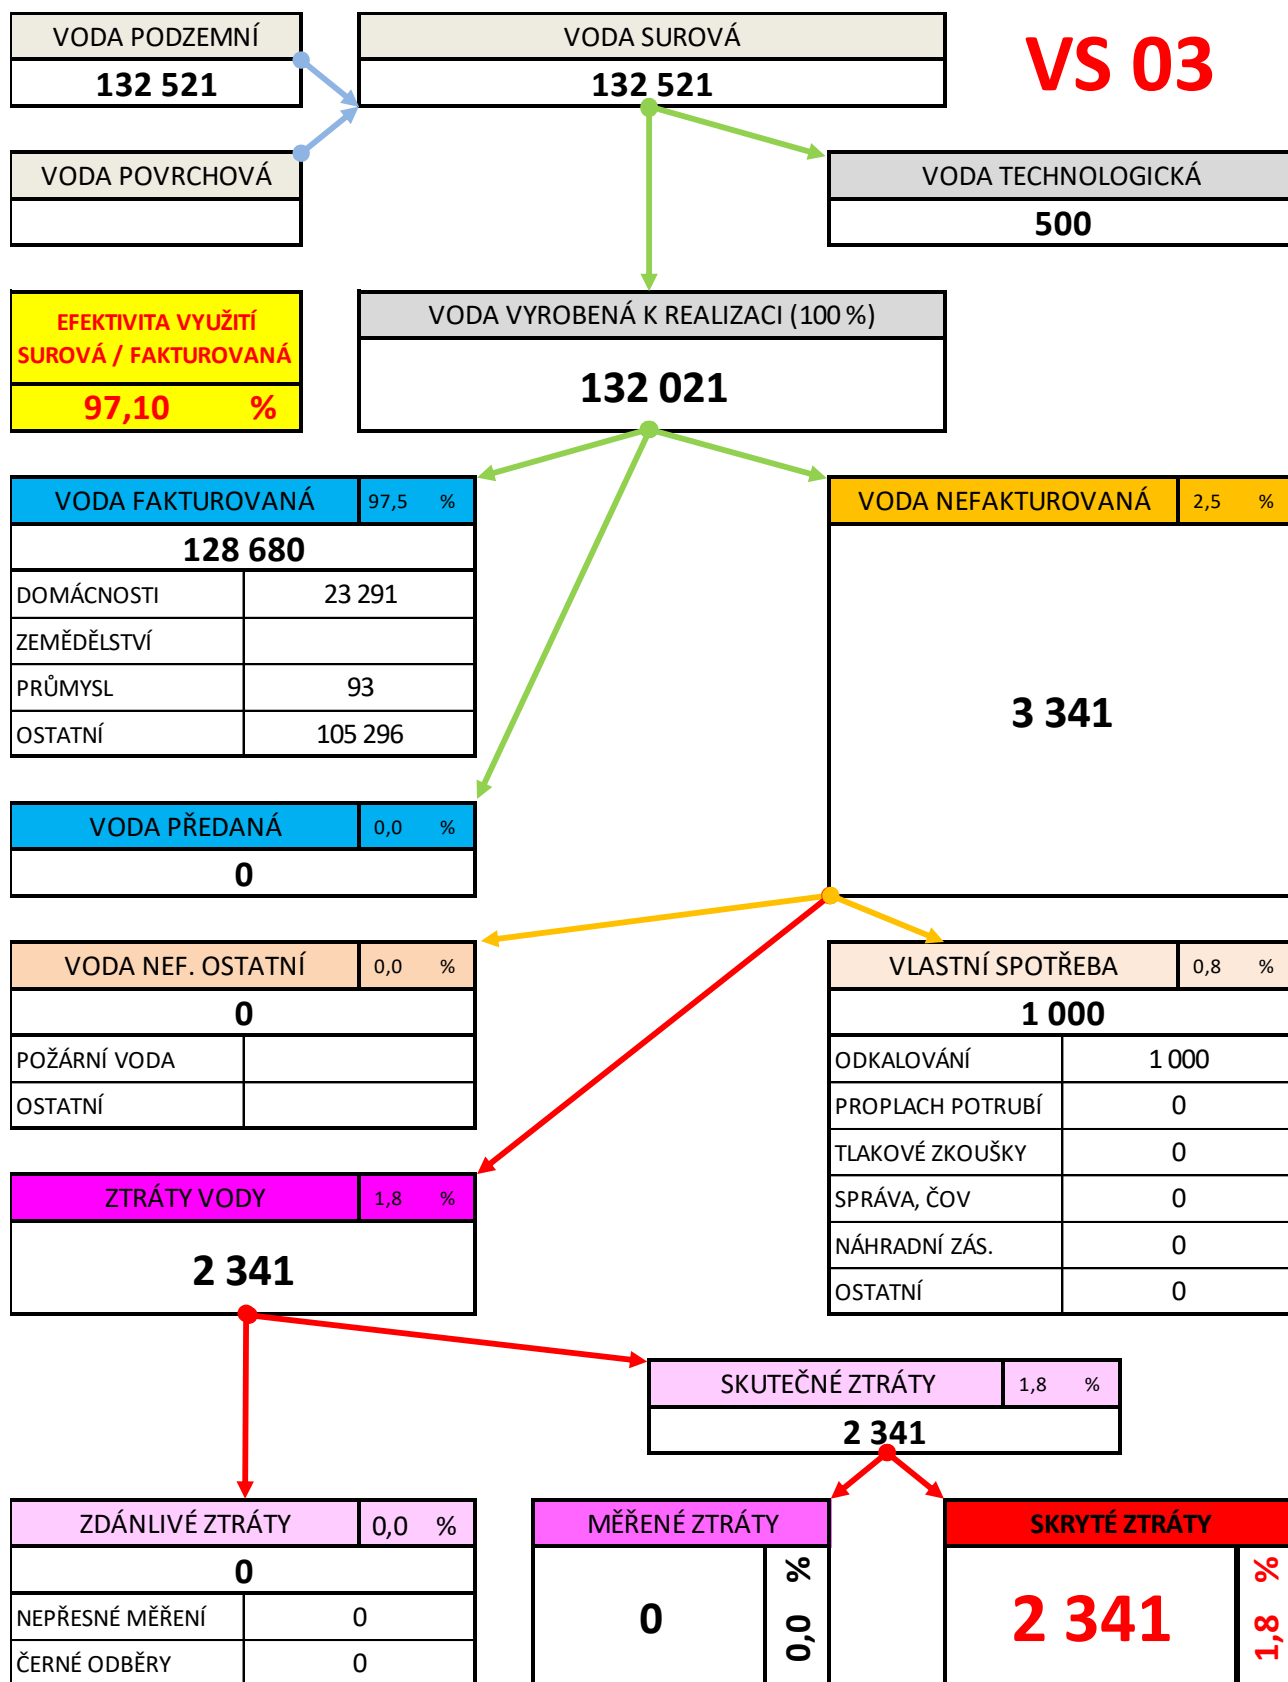 VODA PODZEMNÍ
132 521
VODA SUROVÁ
132 521
VS 03
VODA POVRCHOVÁ
VODA TECHNOLOGICKÁ
500
EFEKTIVITA VYUŽITÍ
SUROVÁ / FAKTUROVANÁ
97,10 %
VODA VYROBENÁ K REALIZACI (100 %)
132 021
VODA FAKTUROVANÁ 97,5 %
128 680
DOMÁCNOSTI 23 291
ZEMĚDĚLSTVÍ
PRŮMYSL 93
OSTATNÍ 105 296
VODA NEFAKTUROVANÁ 2,5 %
3 341
VODA PŘEDANÁ 0,0 %
0
VODA NEF. OSTATNÍ 0,0 %
0
POŽÁRNÍ VODA
OSTATNÍ
VLASTNÍ SPOTŘEBA 0,8 %
1 000
ODKALOVÁNÍ 1 000
PROPLACH POTRUBÍ 0
TLAKOVÉ ZKOUŠKY 0
SPRÁVA, ČOV 0
NÁHRADNÍ ZÁS. 0
OSTATNÍ 0
ZTRÁTY VODY 1,8 %
2 341
SKUTEČNÉ ZTRÁTY 1,8 %
2 341
ZDÁNLIVÉ ZTRÁTY 0,0 %
0
NEPŘESNÉ MĚŘENÍ 0
ČERNÉ ODBĚRY 0
MĚŘENÉ ZTRÁTY
0
0,0 %
SKRYTÉ ZTRÁTY
2 341
1,8 %